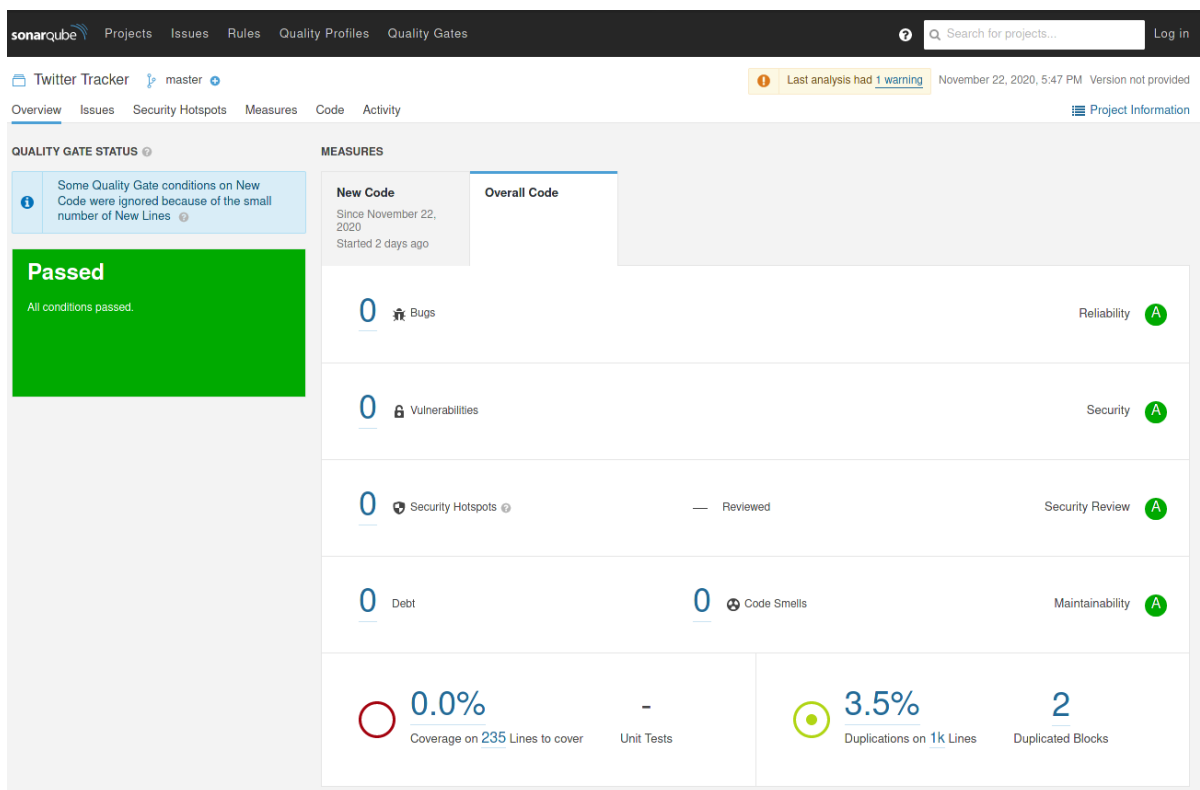 sonarqube Projects Issues Rules Quality Profiles Quality Gates ? Search for projects... Log in
Twitter Tracker master Last analysis had 1 warning November 22, 2020, 5:47 PM Version not provided
Overview Issues Security Hotspots Measures Code Activity Project Information
QUALITY GATE STATUS ?
Some Quality Gate conditions on New
Code were ignored because of the small
number of New Lines ?
Passed
All conditions passed.
MEASURES
New Code
Since November 22,
2020
Started 2 days ago
Overall Code
0 Bugs Reliability A
0 Vulnerabilities Security A
0 Security Hotspots ? — Reviewed Security Review A
0 Debt 0 Code Smells Maintainability A
0.0% - 3.5% 2
Coverage on 235 Lines to cover Unit Tests Duplications on 1k Lines Duplicated Blocks